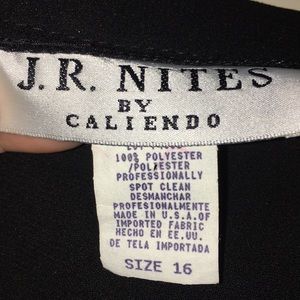 J.R. NITES
BY
CALIENDO
100% POLYESTER
/POLYESTER
PROFESSIONALLY
SPOT CLEAN
DESMANCHAR
PROFESIONALMENTE
MADE IN U.S.A.OF
IMPORTED FABRIC
HECHO EN EE.UU.
DE TELA IMPORTADA
SIZE 16